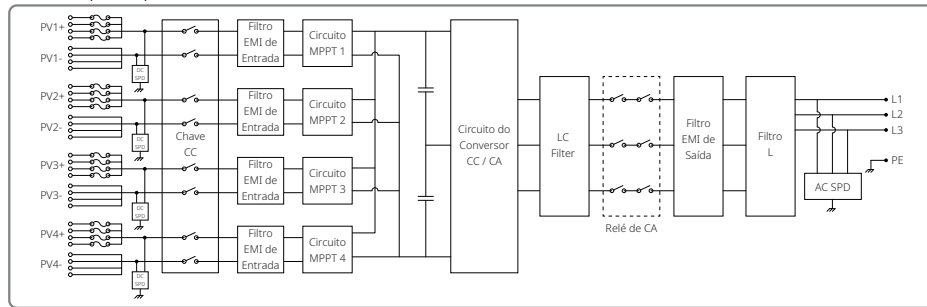 PV1+
PV1-
DC
SPD
PV2+
PV2-
DC
SPD
PV3+
PV3-
DC
SPD
PV4+
PV4-
DC
SPD
Chave
CC
Filtro
EMI de
Entrada
Circuito
MPPT 1
Filtro
EMI de
Entrada
Circuito
MPPT 2
Filtro
EMI de
Entrada
Circuito
MPPT 3
Filtro
EMI de
Entrada
Circuito
MPPT 4
Circuito do
Conversor
CC / CA
LC
Filter
Relé de CA
Filtro
EMI de
Saída
Filtro
L
L1
L2
L3
PE
AC SPD